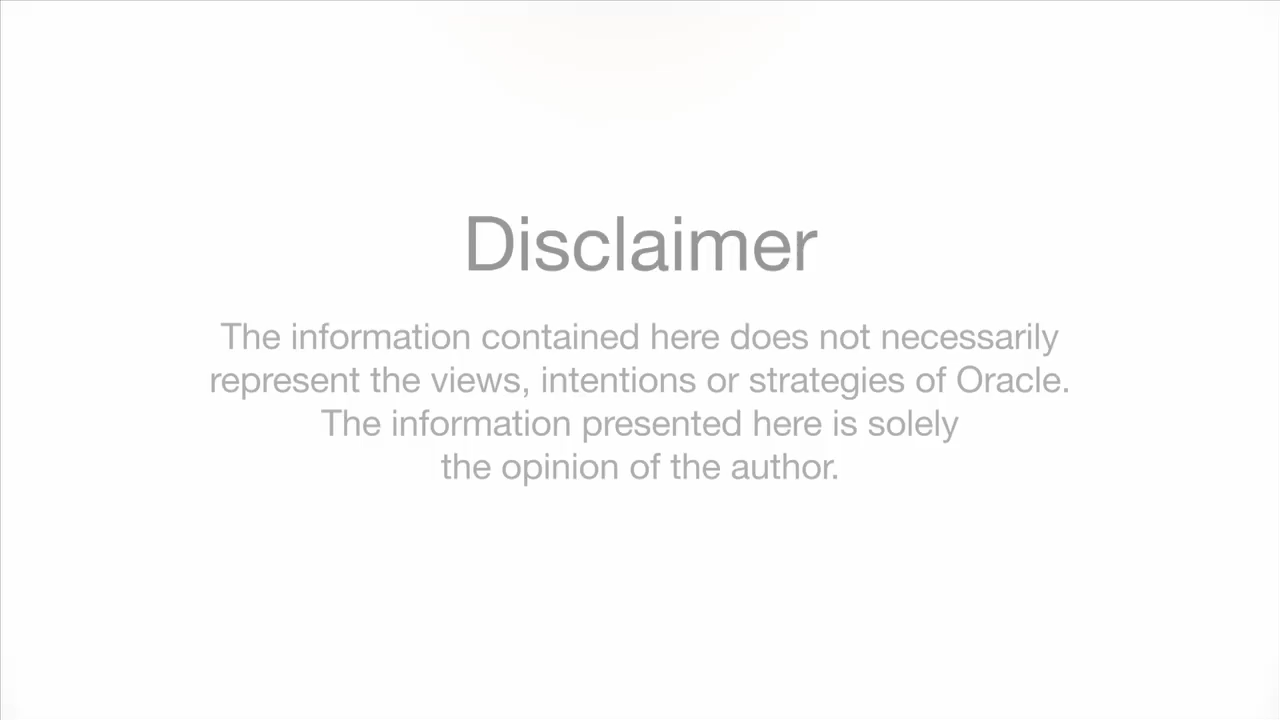 Disclaimer
The information contained here does not necessarily
represent the views, intentions or strategies of Oracle.
The information presented here is solely
the opinion of the author.